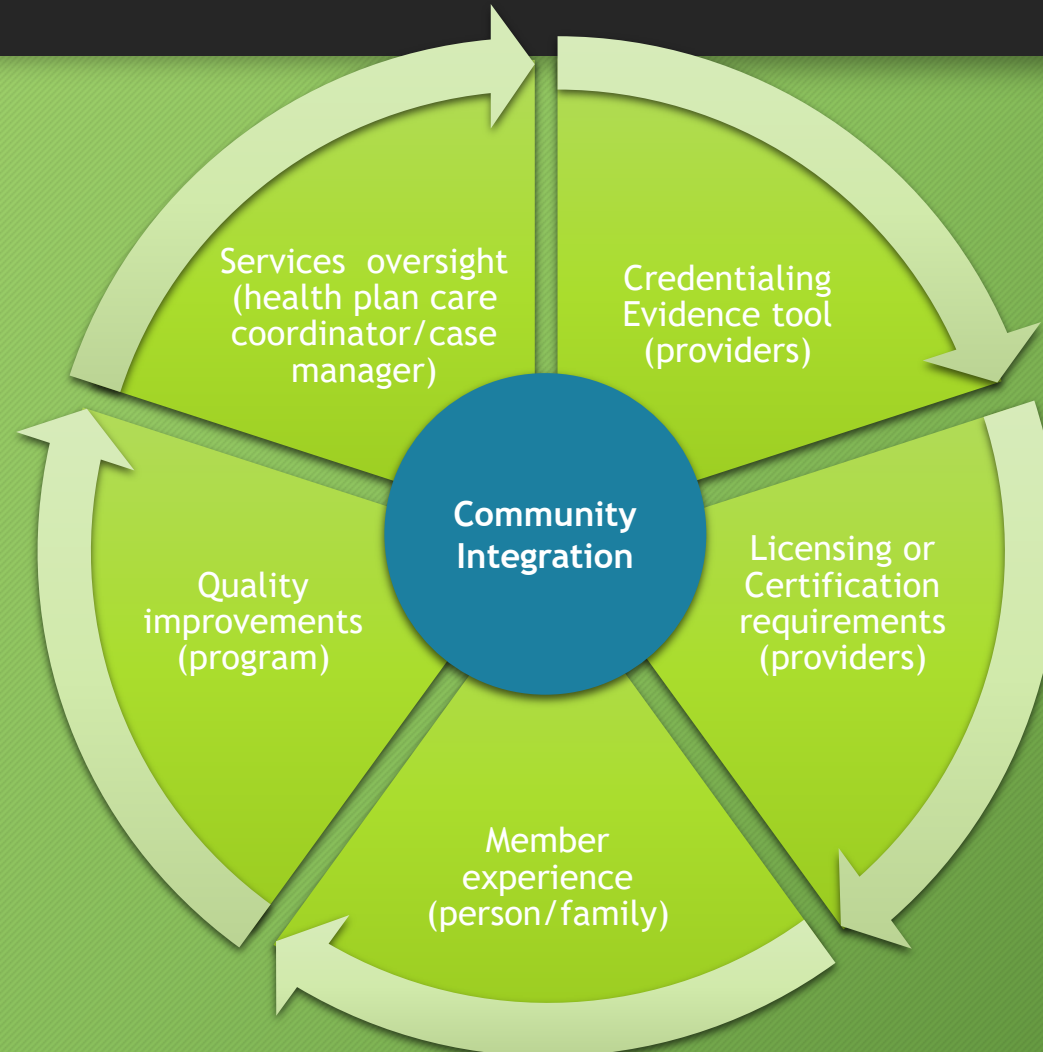 Services oversight
(health plan care
coordinator/case
manager)
Credentialing
Evidence tool
(providers)
Community
Integration
Licensing or
Certification
requirements
(providers)
Quality
improvements
(program)
Member
experience
(person/family)